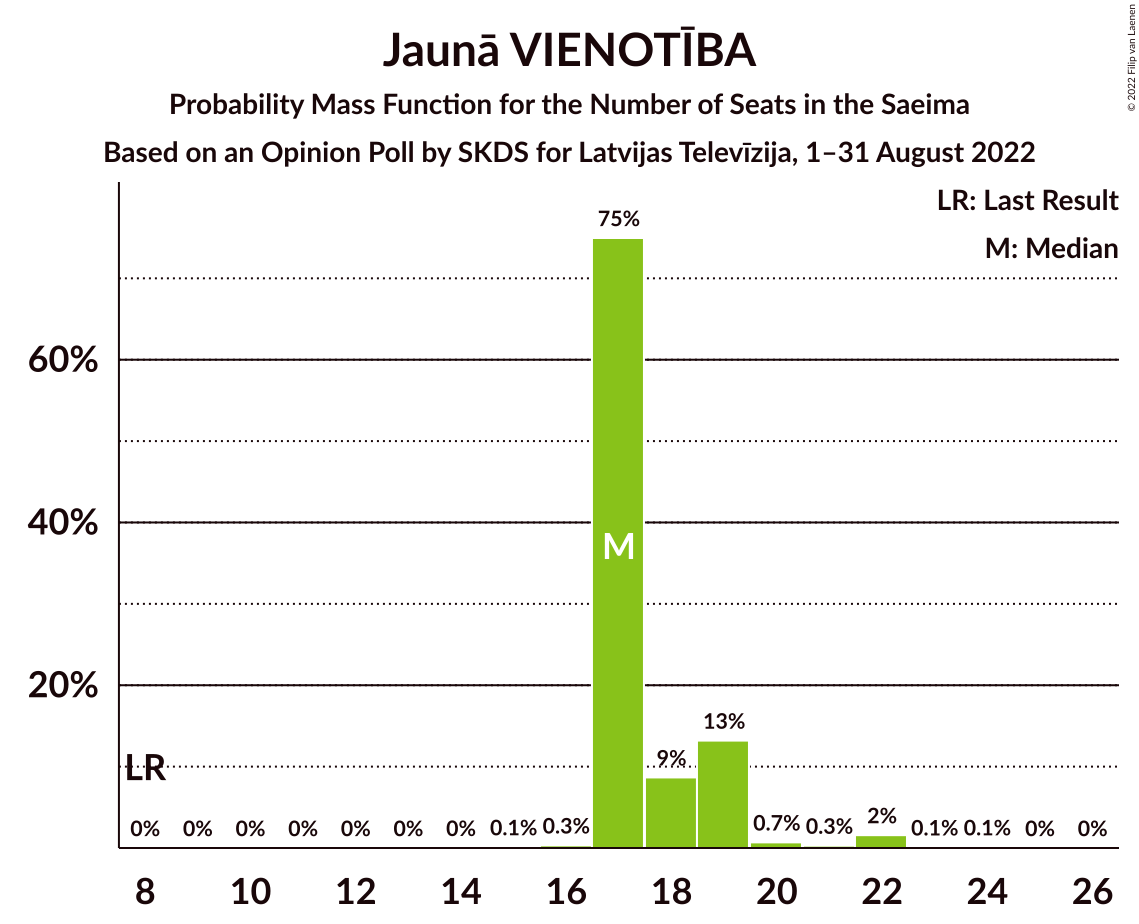 Jaunā VIENOTĪBA
Probability Mass Function for the Number of Seats in the Saeima
Based on an Opinion Poll by SKDS for Latvijas Televīzija, 1–31 August 2022
© 2022 Filip van Laenen
LR: Last Result
M: Median
75%
60%
40%
M
20%
13%
9%
LR
0% 0% 0% 0% 0% 0% 0% 0.1% 0.3% 0.7% 0.3% 2% 0.1% 0.1% 0% 0%
8 10 12 14 16 18 20 22 24 26